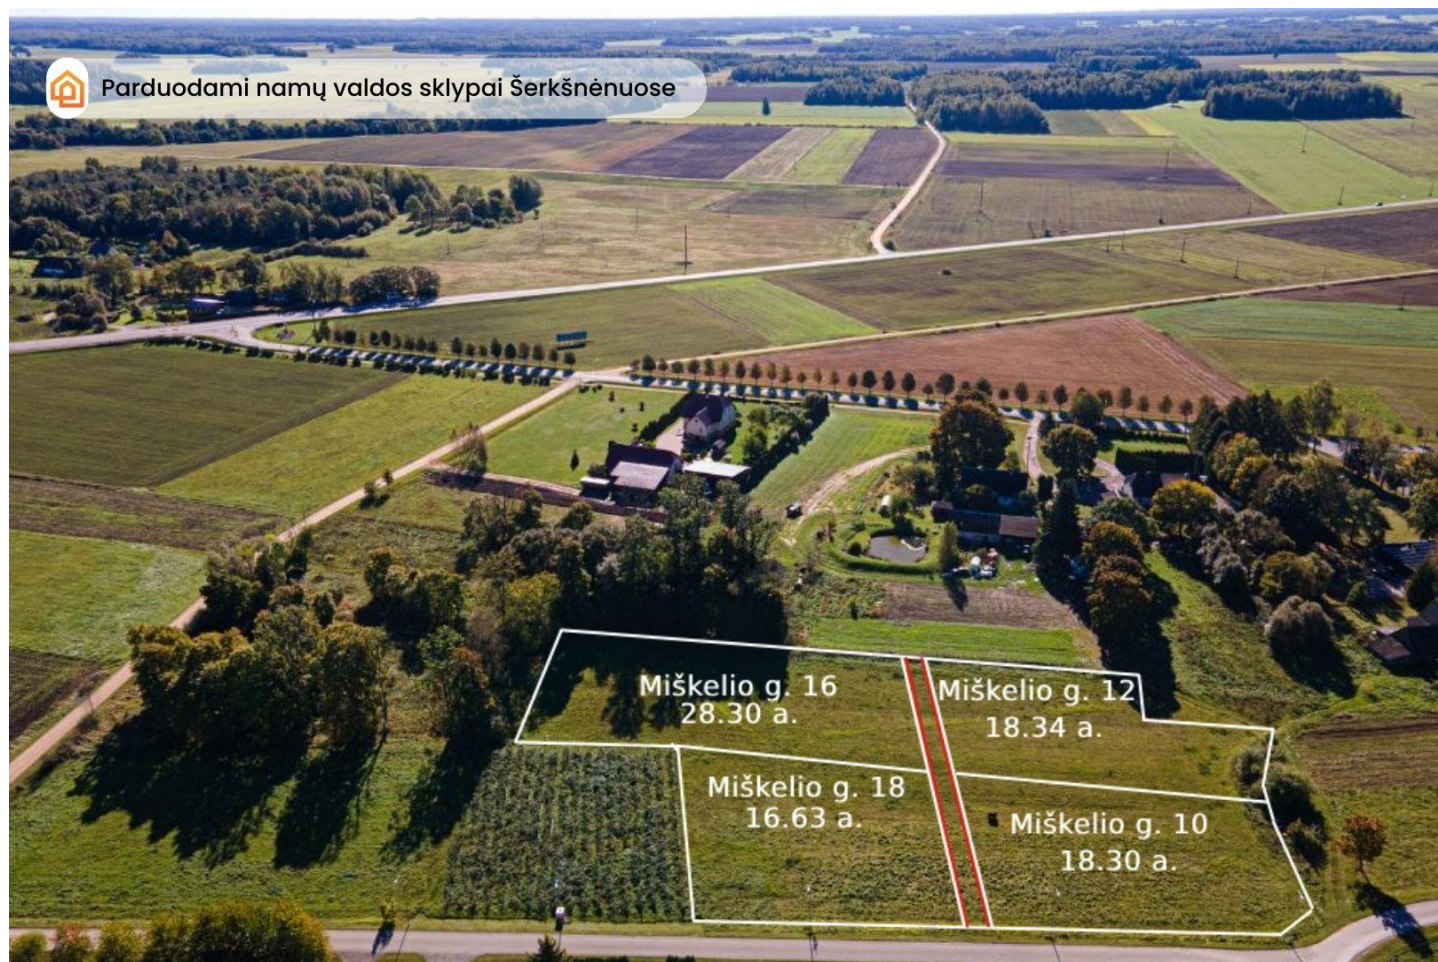 Parduodami namų valdos sklypai Šerkšnėnuose
Miškelio g. 16
28.30 a.
Miškelio g. 12
18.34 a.
Miškelio g. 18
16.63 a.
Miškelio g. 10
18.30 a.